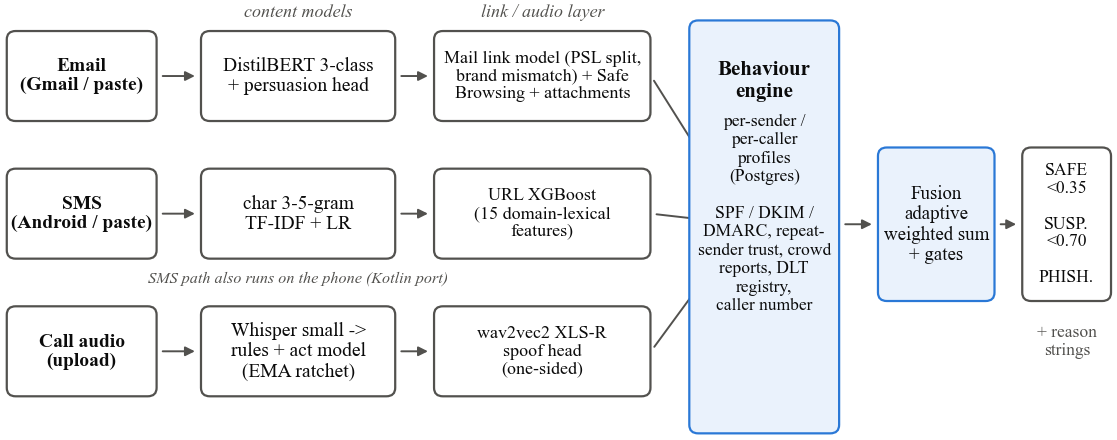 content models
link / audio layer
Email
(Gmail / paste)
DistilBERT 3-class
+ persuasion head
Mail link model (PSL split,
brand mismatch) + Safe
Browsing + attachments
SMS
(Android / paste)
char 3-5-gram
TF-IDF + LR
URL XGBoost
(15 domain-lexical
features)
SMS path also runs on the phone (Kotlin port)
Call audio
(upload)
Whisper small ->
rules + act model
(EMA ratchet)
wav2vec2 XLS-R
spoof head
(one-sided)
Behaviour
engine
per-sender /
per-caller
profiles
(Postgres)
SPF / DKIM /
DMARC, repeat-
sender trust, crowd
reports, DLT
registry,
caller number
Fusion
adaptive
weighted sum
+ gates
SAFE
<0.35
SUSP.
<0.70
PHISH.
+ reason
strings